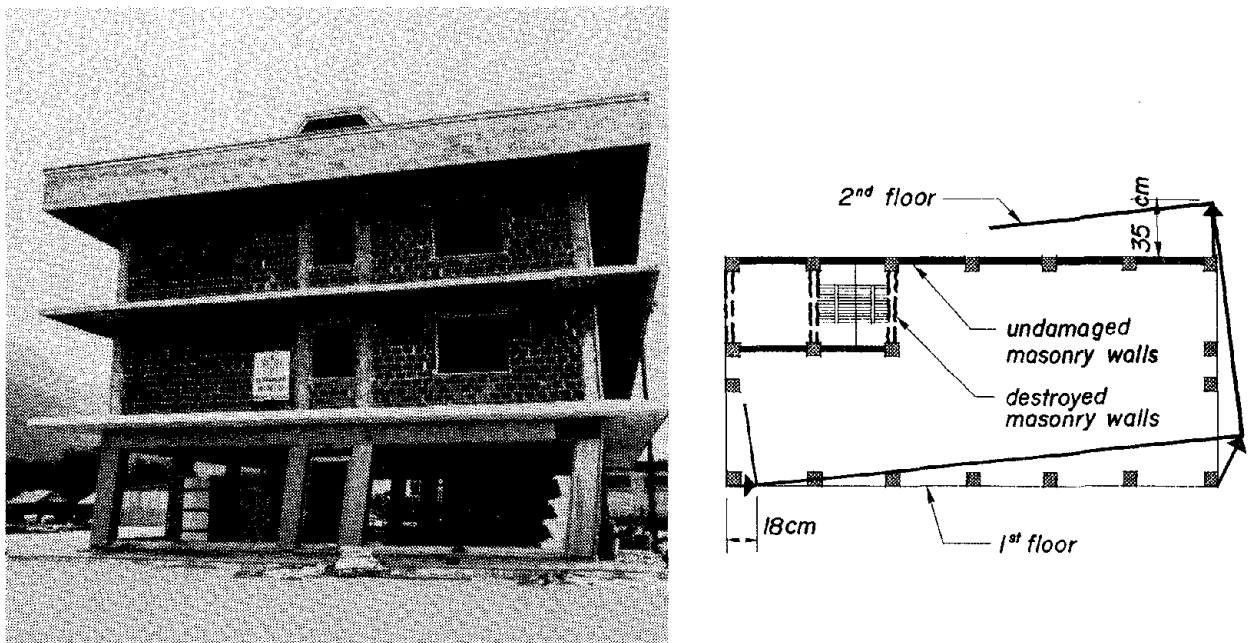 2nd floor
35 cm
undamaged
masonry walls
destroyed
masonry walls
18cm
1st floor